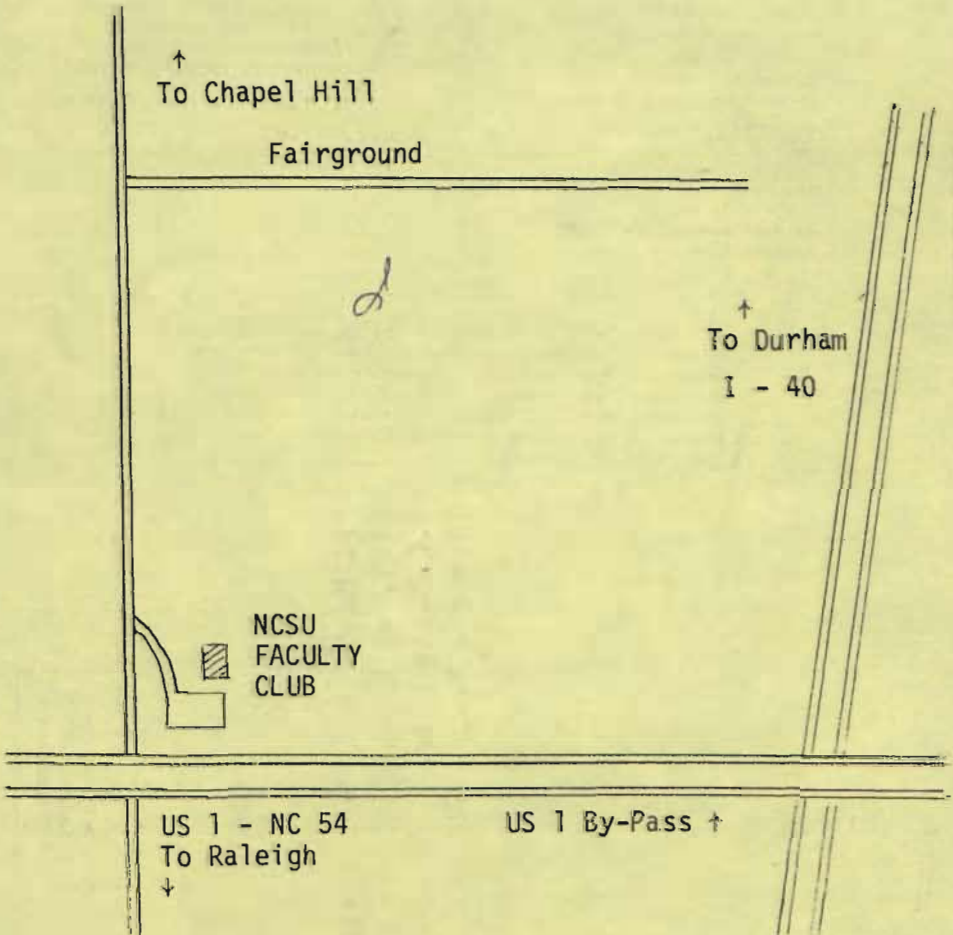 ↑
To Chapel Hill
Fairground
↑
To Durham
I - 40
NCSU
FACULTY
CLUB
US 1 - NC 54
To Raleigh
↓
US 1 By-Pass ↑